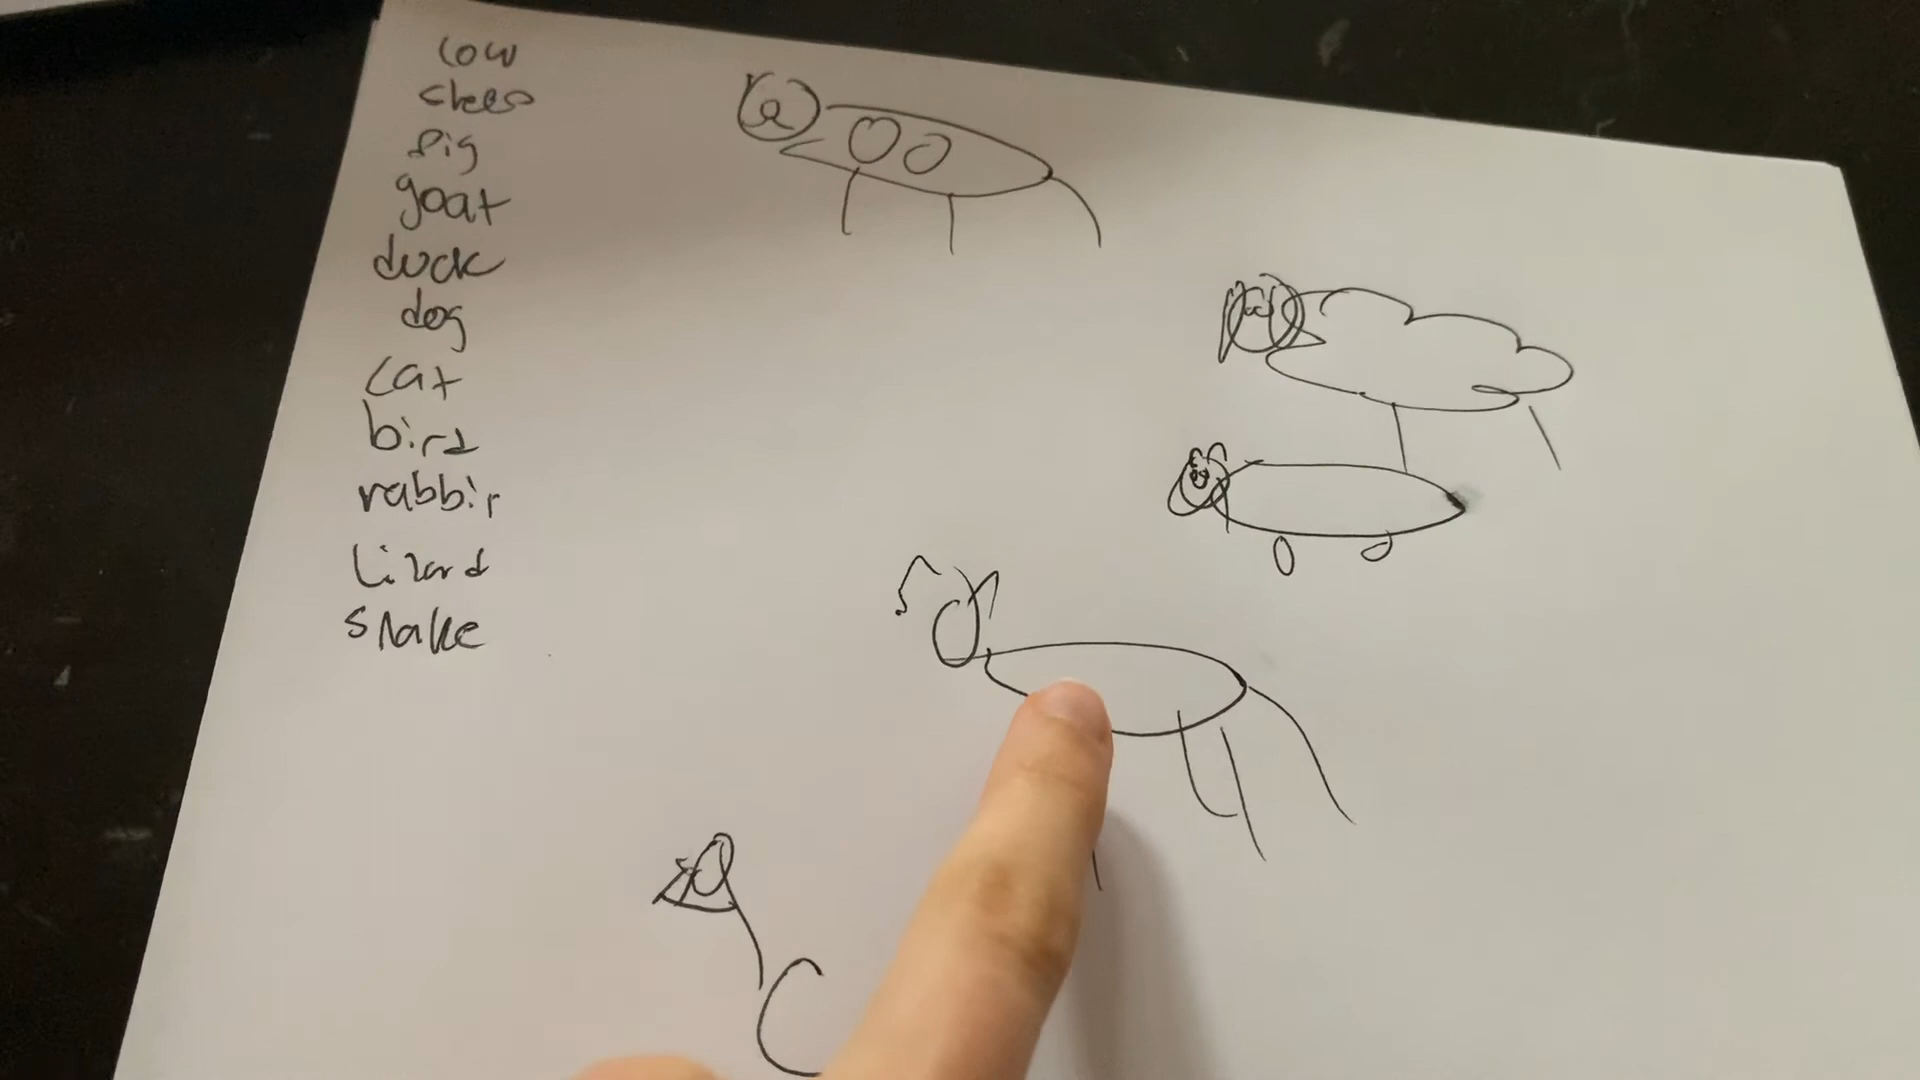 cow
sheep
pig
goat
duck
dog
cat
bird
rabbit
Lizard
snake